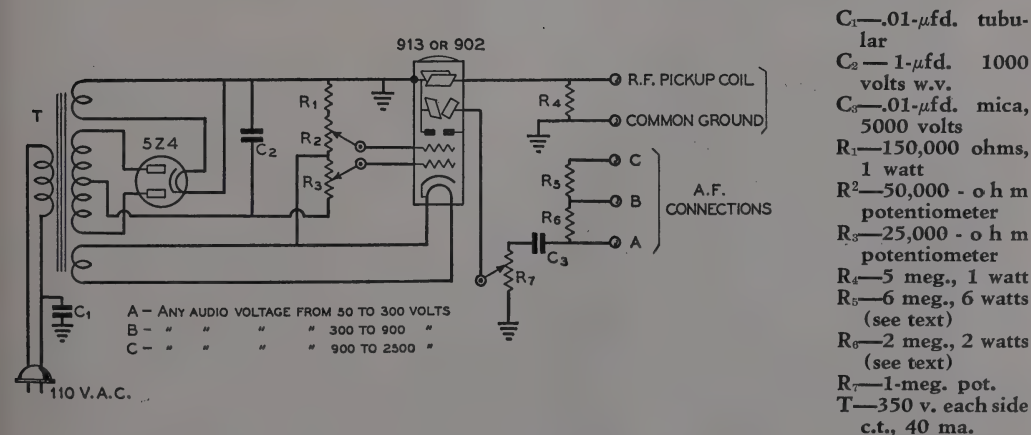 913 OR 902
T
5Z4
C₂
R₁
R₂
R₃
R₄
R.F. PICKUP COIL
COMMON GROUND
C
R₅
B
R₆
A
A.F.
CONNECTIONS
C₃
R₇
C₁
110 V.A.C.
A – ANY AUDIO VOLTAGE FROM 50 TO 300 VOLTS
B – " " " " 300 TO 900 "
C – " " " " 900 TO 2500 "
C₁—.01-μfd. tubu-
lar
C₂— 1-μfd. 1000
volts w.v.
C₃—.01-μfd. mica,
5000 volts
R₁—150,000 ohms,
1 watt
R²—50,000 - o h m
potentiometer
R₃—25,000 - o h m
potentiometer
R₄—5 meg., 1 watt
R₅—6 meg., 6 watts
(see text)
R₆—2 meg., 2 watts
(see text)
R₇—1-meg. pot.
T—350 v. each side
c.t., 40 ma.